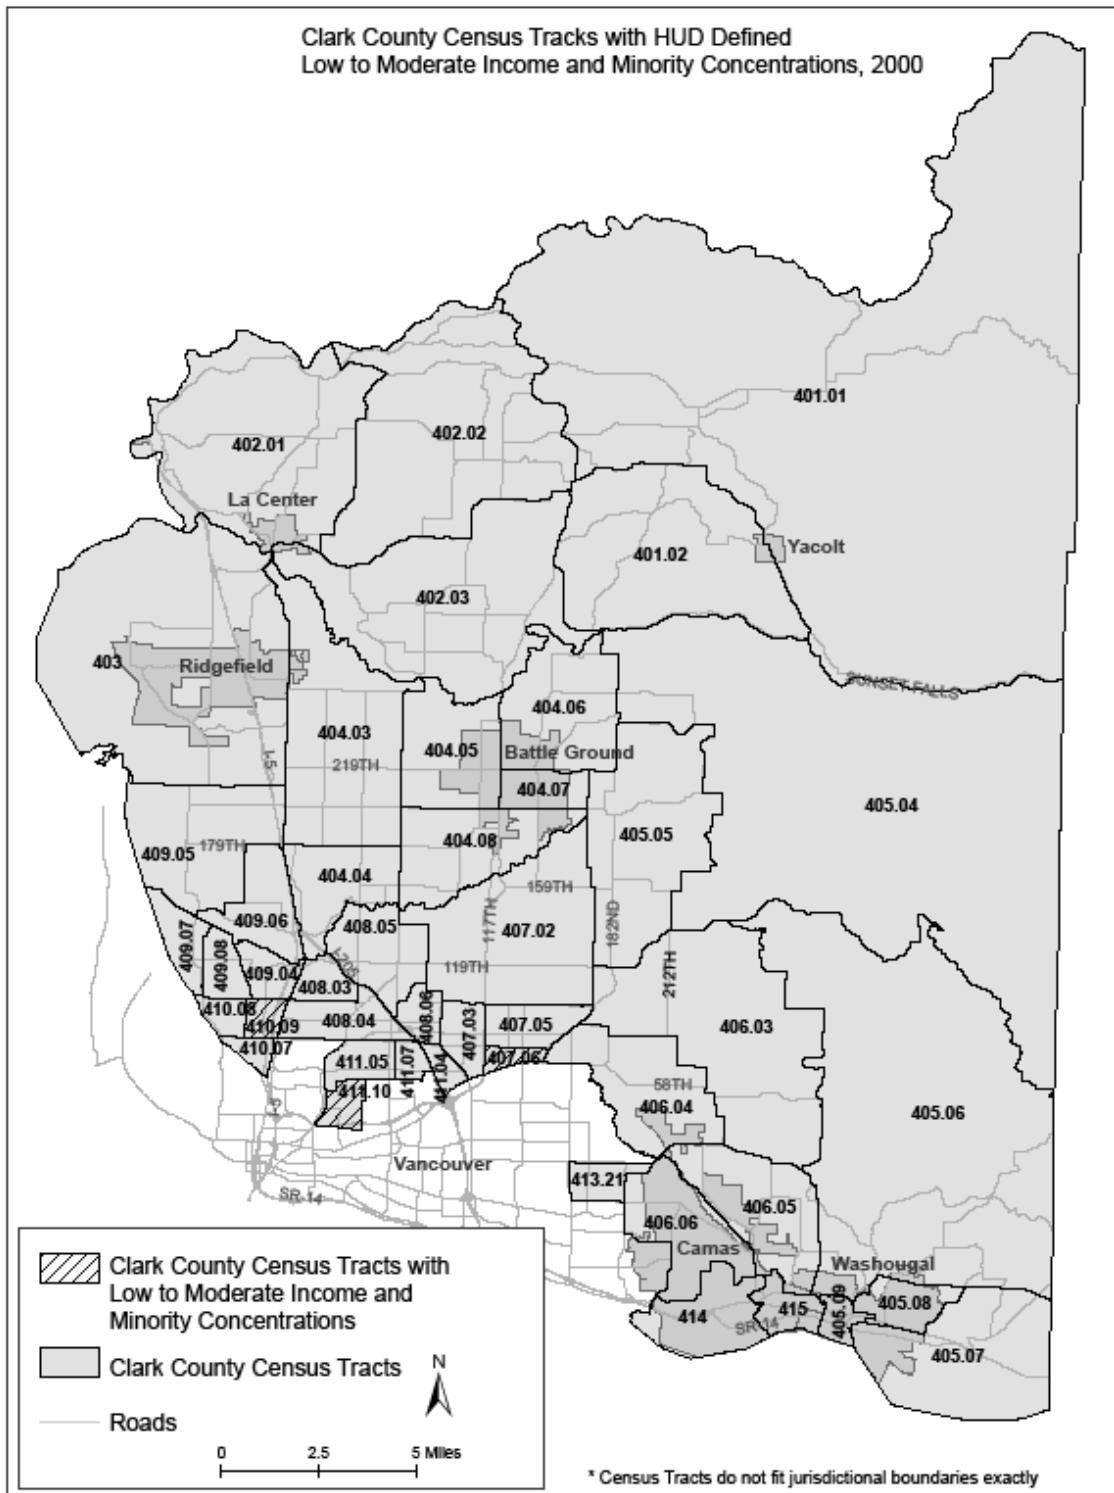 Clark County Census Tracks with HUD Defined
Low to Moderate Income and Minority Concentrations, 2000
401.01
402.01
402.02
La Center
401.02
Yacolt
402.03
403
Ridgefield
SUNSET FALLS
404.03
404.06
I-5
219TH
404.05
Battle Ground
404.07
405.04
409.05
179TH
404.08
405.05
404.04
159TH
409.06
408.05
117TH
407.02
182ND
409.07
409.08
I-205
119TH
212TH
409.04
408.03
408.06
410.08
410.09
408.04
407.03
407.05
406.03
410.07
411.05
411.07
411.04
407.06
411.10
58TH
406.04
405.06
I-5
Vancouver
413.21
SR-14
406.05
406.06
Camas
Washougal
414
SR-14
415
405.09
405.08
405.07
Clark County Census Tracts with
Low to Moderate Income and
Minority Concentrations
Clark County Census Tracts
N
Roads
0 2.5 5 Miles
* Census Tracts do not fit jurisdictional boundaries exactly